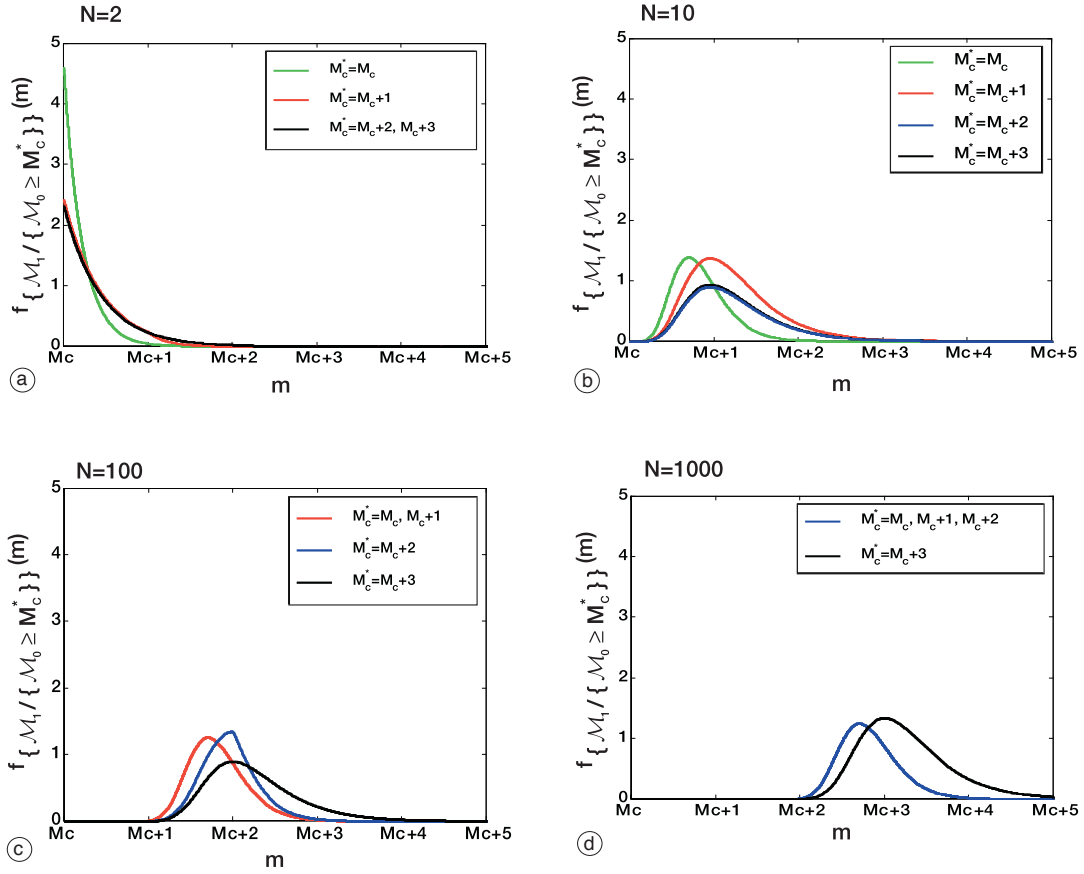 N=2
5
4
3
2
1
0
Mc
Mc+1
Mc+2
Mc+3
Mc+4
Mc+5
m
f { ℳ₁ / { ℳ₀ ≥ M*c } } (m)
M*c=Mc
M*c=Mc+1
M*c=Mc+2, Mc+3
a
N=10
5
4
3
2
1
0
Mc
Mc+1
Mc+2
Mc+3
Mc+4
Mc+5
m
f { ℳ₁ / { ℳ₀ ≥ M*c } } (m)
M*c=Mc
M*c=Mc+1
M*c=Mc+2
M*c=Mc+3
b
N=100
5
4
3
2
1
0
Mc
Mc+1
Mc+2
Mc+3
Mc+4
Mc+5
m
f { ℳ₁ / { ℳ₀ ≥ M*c } } (m)
M*c=Mc, Mc+1
M*c=Mc+2
M*c=Mc+3
c
N=1000
5
4
3
2
1
0
Mc
Mc+1
Mc+2
Mc+3
Mc+4
Mc+5
m
f { ℳ₁ / { ℳ₀ ≥ M*c } } (m)
M*c=Mc, Mc+1, Mc+2
M*c=Mc+3
d